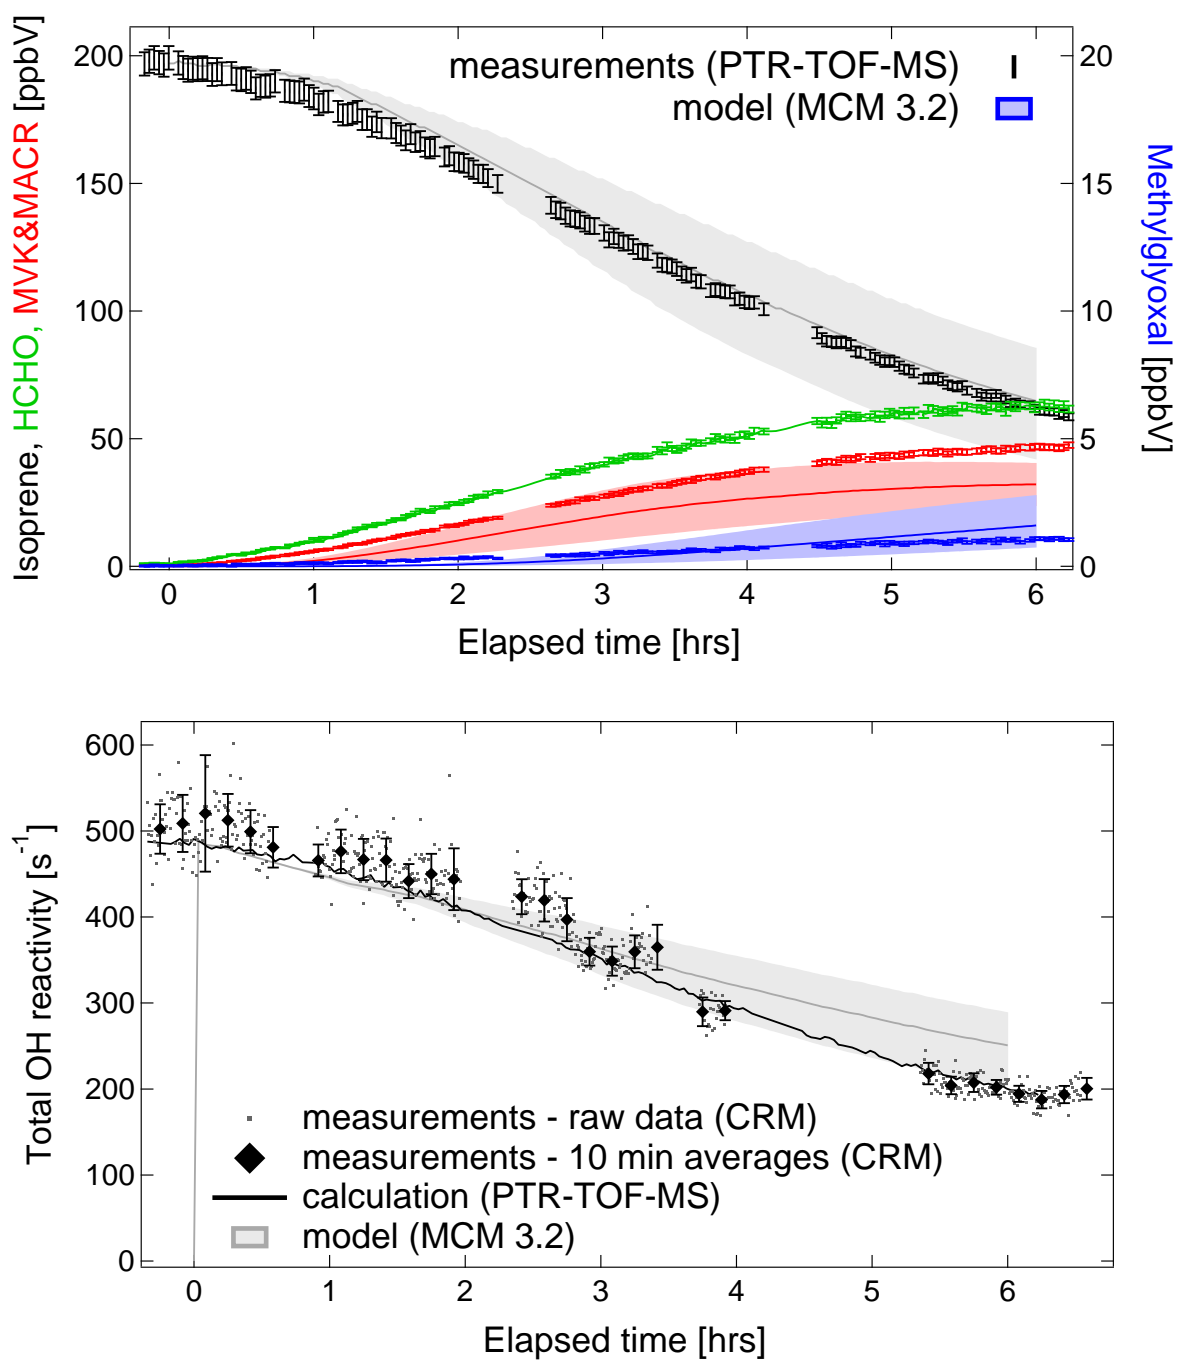 Isoprene, HCHO, MVK&MACR [ppbV]
200
150
100
50
0
measurements (PTR-TOF-MS)
model (MCM 3.2)
20
15
10
5
0
Methylglyoxal [ppbV]
0 1 2 3 4 5 6
Elapsed time [hrs]
Total OH reactivity [s⁻¹]
600
500
400
300
200
100
0
measurements - raw data (CRM)
measurements - 10 min averages (CRM)
calculation (PTR-TOF-MS)
model (MCM 3.2)
0 1 2 3 4 5 6
Elapsed time [hrs]